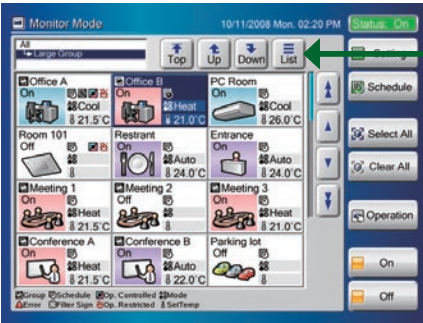 Monitor Mode 10/11/2008 Mon. 02:20 PM Status: On
All
Large Group
Top Up Down List
Office A Office B PC Room
On On On
Cool Heat Cool
21.5°C 21.0°C 26.0°C
Schedule
Room 101 Restrant Entrance
Off On On
Auto Auto
24.0°C 24.0°C
Select All
Clear All
Meeting 1 Meeting 2 Meeting 3
On Off On
Heat Heat
21.5°C 21.0°C
Operation
Conference A Conference B Parking lot
On On Off
Heat Auto
21.5°C 22.0°C
On
Off
Group Schedule Op. Controlled Mode
Error Filter Sign Op. Restricted SetTemp